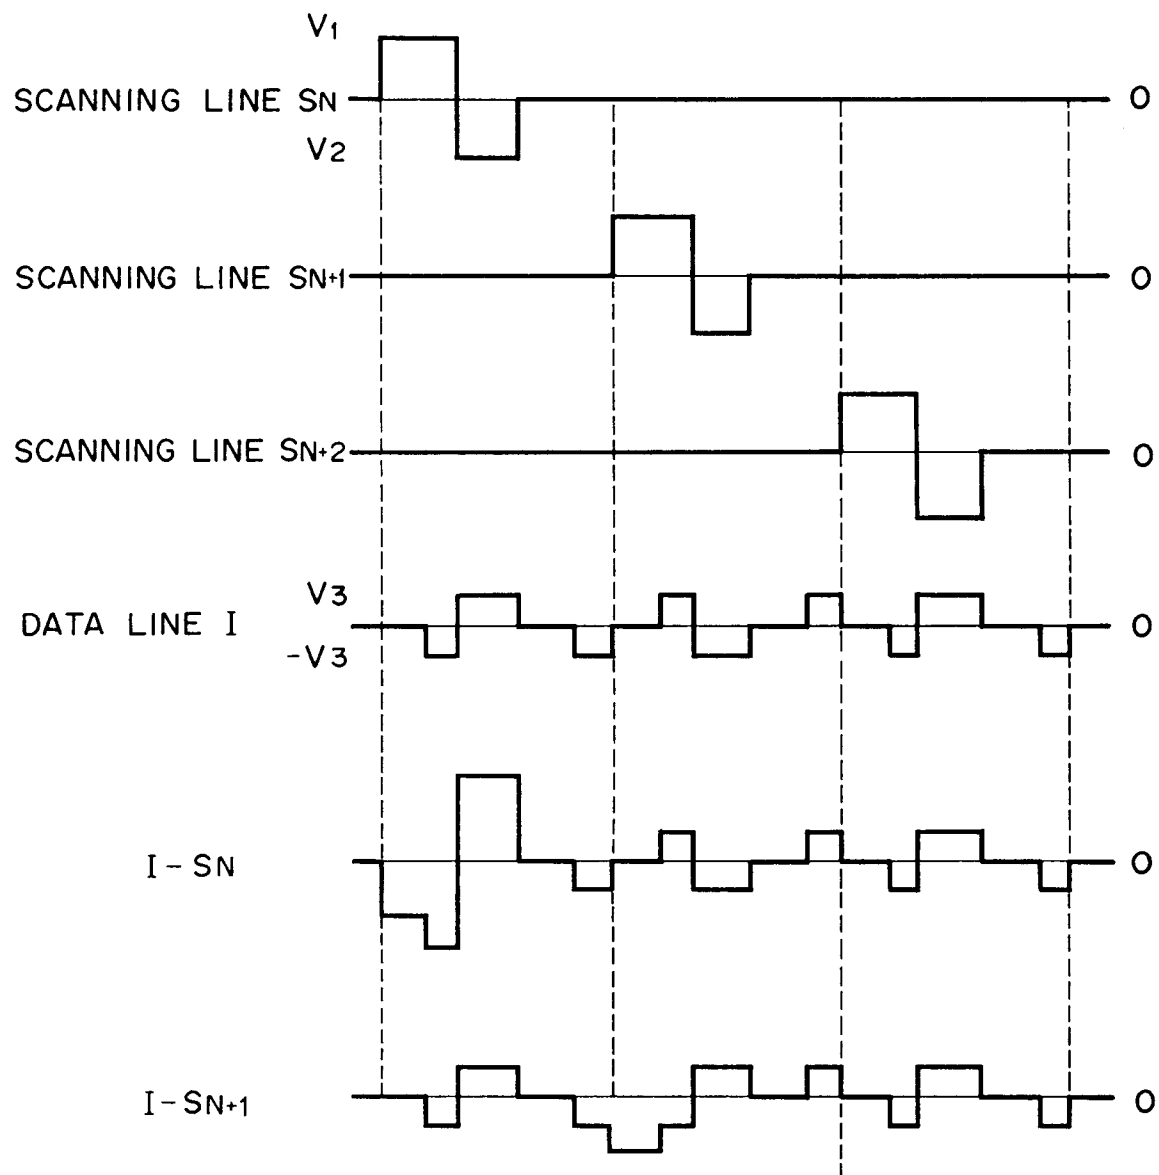 V1
SCANNING LINE SN 0
V2
SCANNING LINE SN+1 0
SCANNING LINE SN+2 0
V3
DATA LINE I 0
-V3
I-SN 0
I-SN+1 0